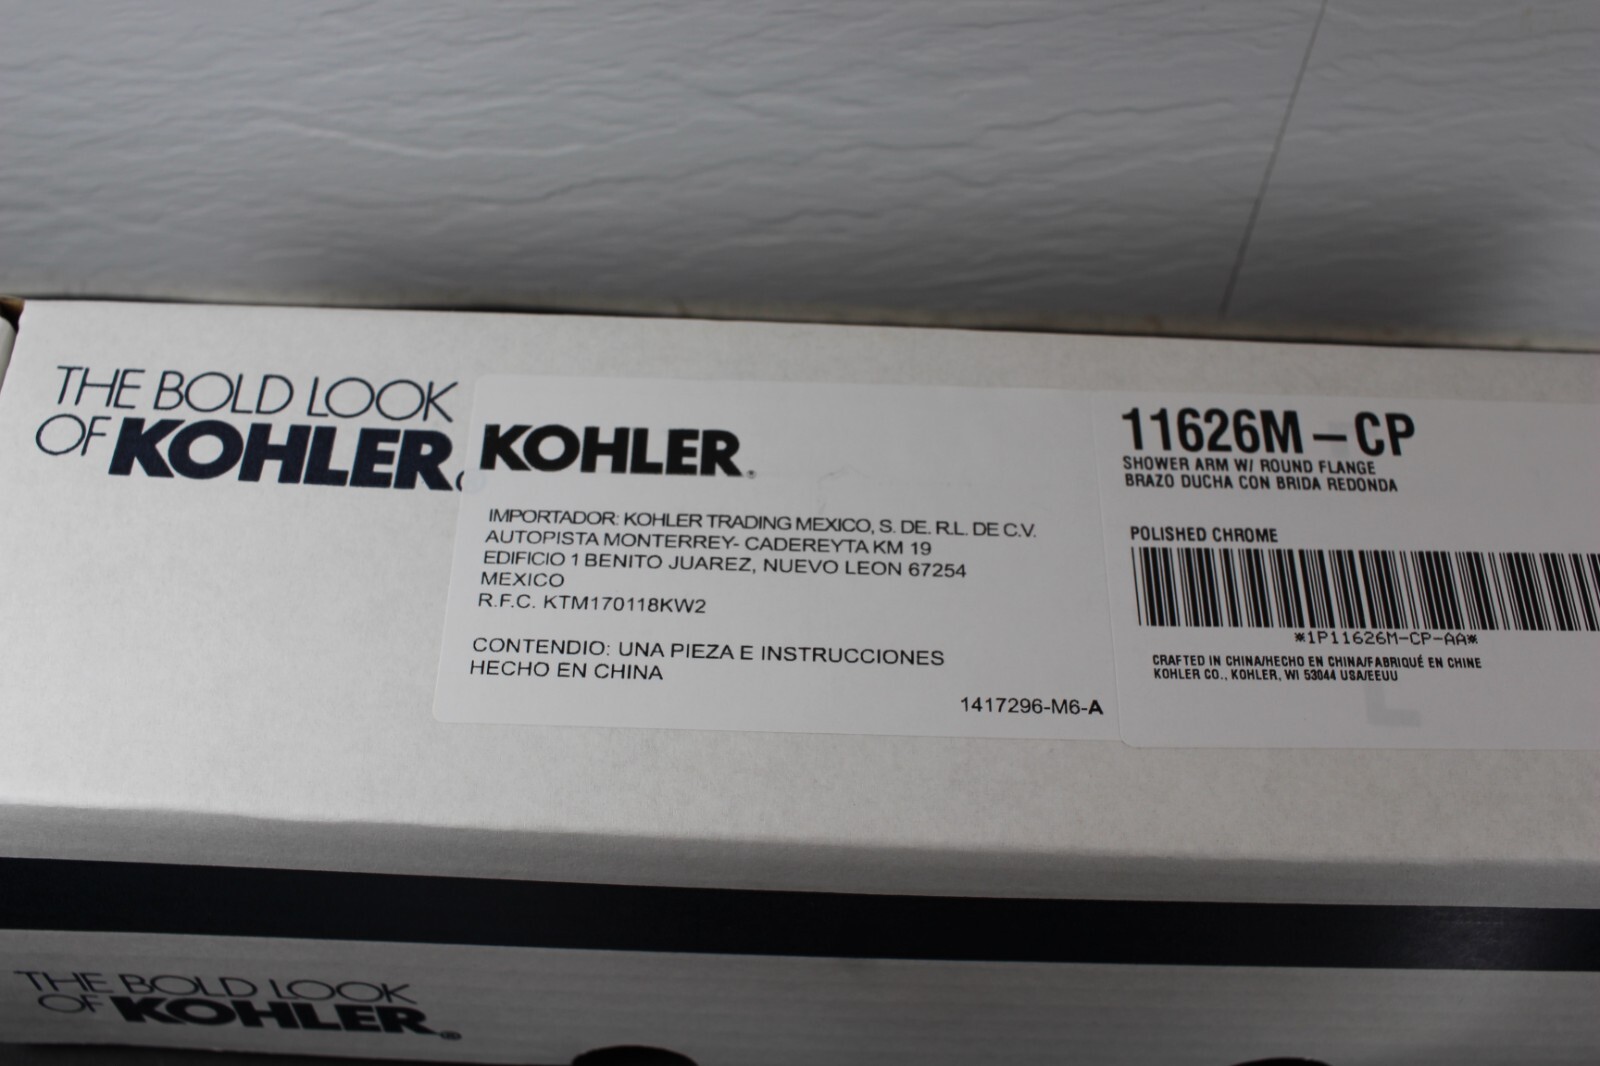 THE BOLD LOOK
OF KOHLER
KOHLER®
IMPORTADOR: KOHLER TRADING MEXICO, S. DE. R.L. DE C.V.
AUTOPISTA MONTERREY- CADEREYTA KM 19
EDIFICIO 1 BENITO JUAREZ, NUEVO LEON 67254
MEXICO
R.F.C. KTM170118KW2
CONTENDIO: UNA PIEZA E INSTRUCCIONES
HECHO EN CHINA
1417296-M6-A
11626M-CP
SHOWER ARM W/ ROUND FLANGE
BRAZO DUCHA CON BRIDA REDONDA
POLISHED CHROME
*1P11626M-CP-AA*
CRAFTED IN CHINA/HECHO EN CHINA/FABRIQUÉ EN CHINE
KOHLER CO., KOHLER, WI 53044 USA/EEUU
THE BOLD LOOK
OF KOHLER®